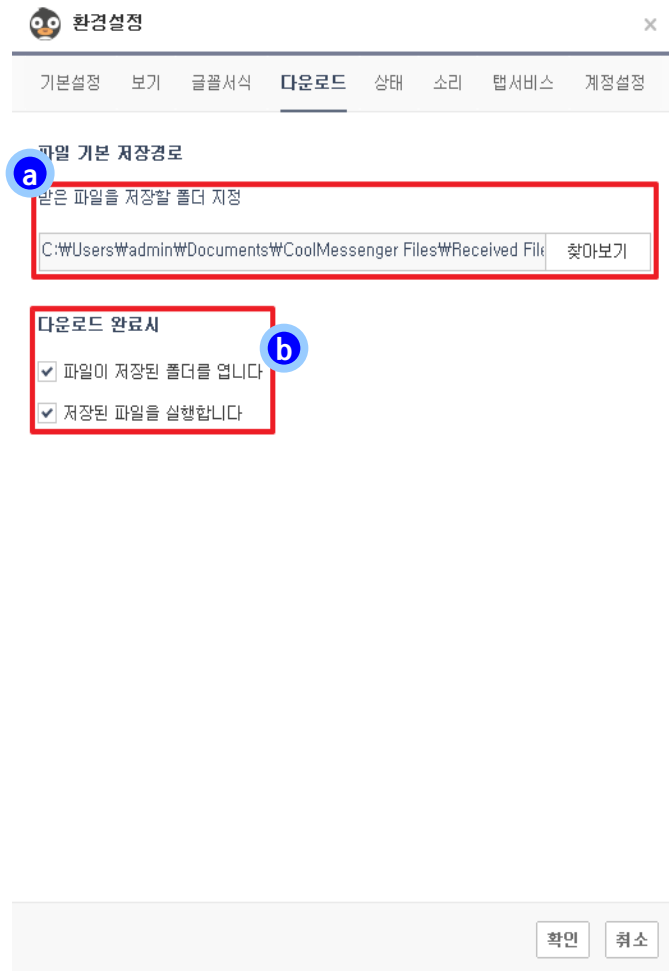 환경설정
기본설정 보기 글꼴서식 다운로드 상태 소리 탭서비스 계정설정
파일 기본 저장경로
a
받은 파일을 저장할 폴더 지정
C:₩Users₩admin₩Documents₩CoolMessenger Files₩Received File 찾아보기
다운로드 완료시
b
파일이 저장된 폴더를 엽니다
저장된 파일을 실행합니다
확인 취소